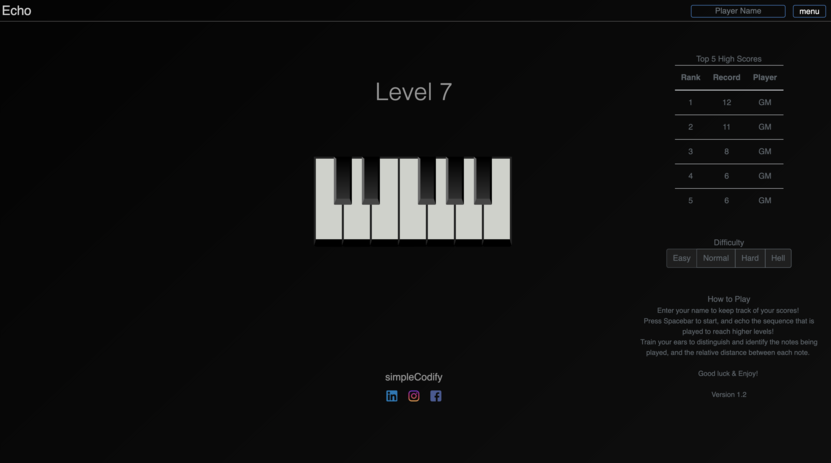 Echo
Player Name
menu
Level 7
Top 5 High Scores
Rank Record Player
1 12 GM
2 11 GM
3 8 GM
4 6 GM
5 6 GM
Difficulty
Easy Normal Hard Hell
How to Play
Enter your name to keep track of your scores!
Press Spacebar to start, and echo the sequence that is
played to reach higher levels!
Train your ears to distinguish and identify the notes being
played, and the relative distance between each note.
Good luck & Enjoy!
Version 1.2
simpleCodify